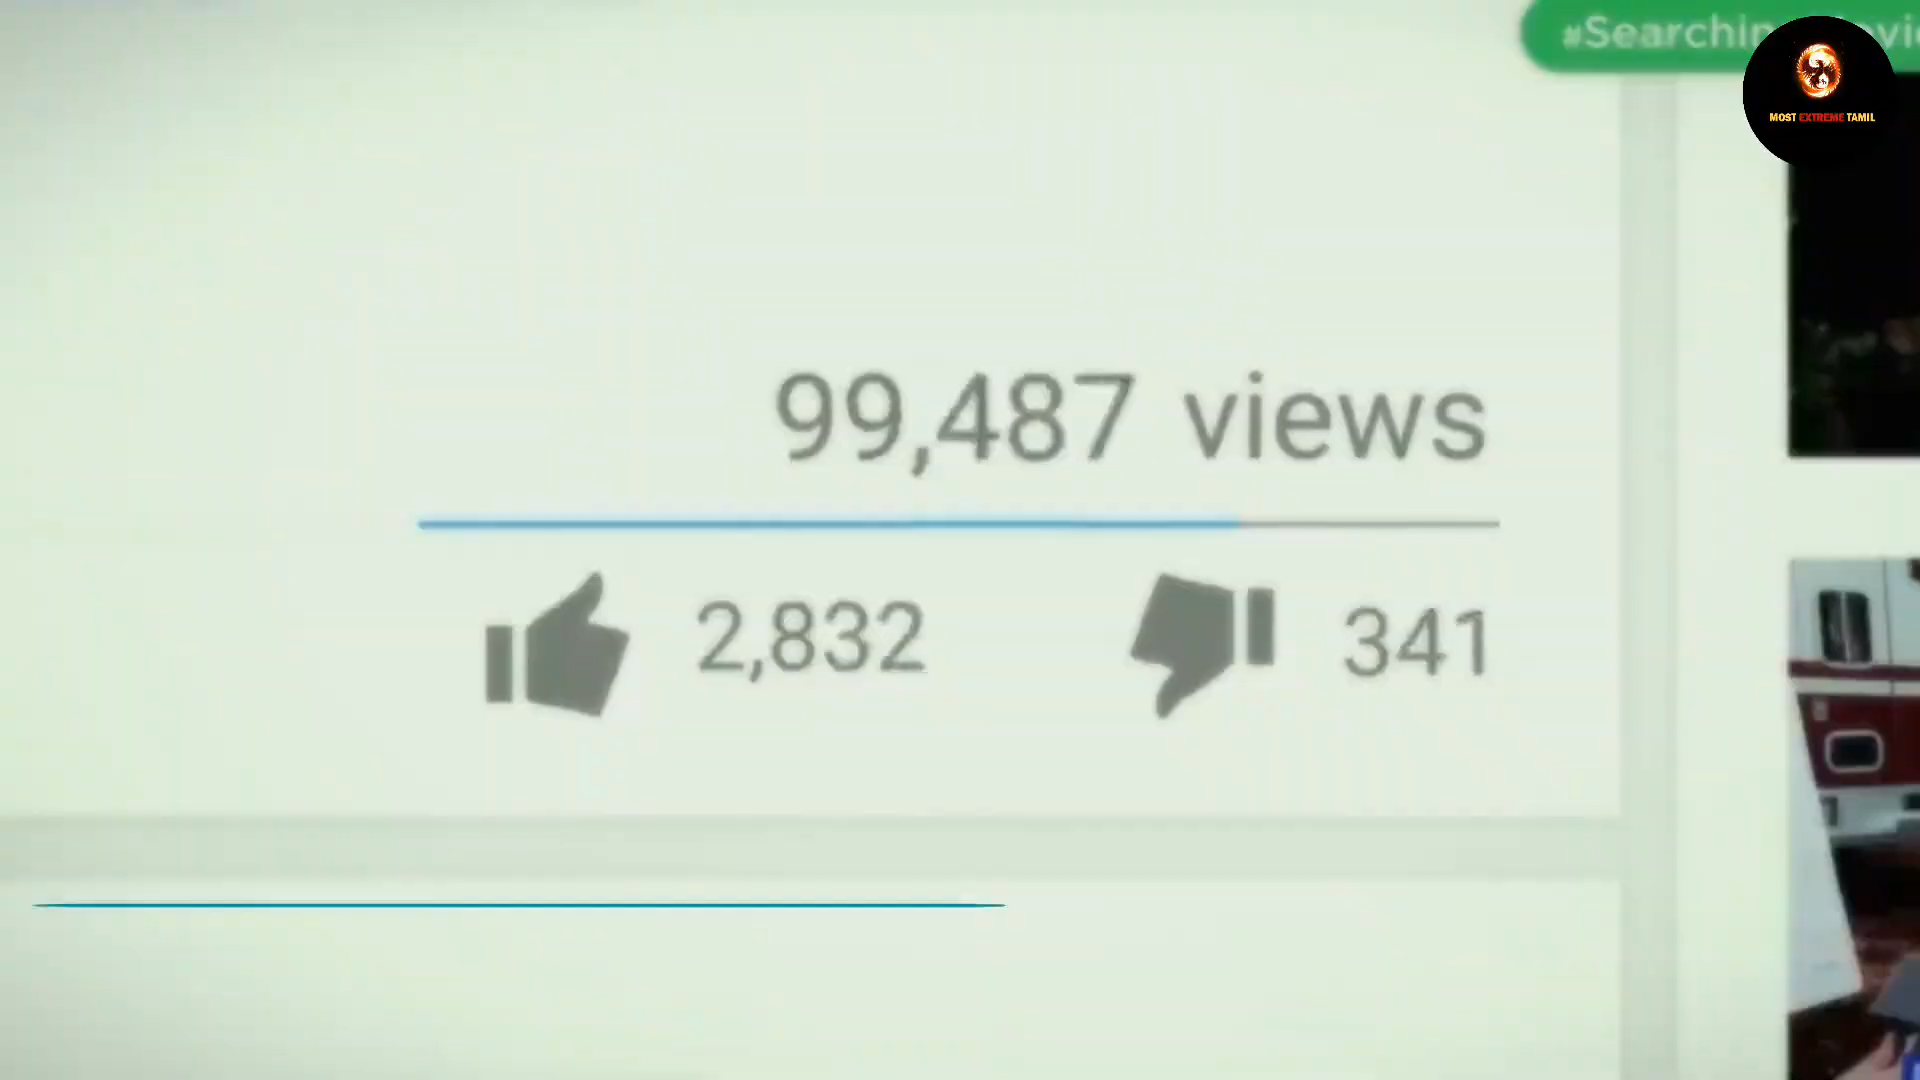 #Searchin
MOST EXTREME TAMIL
99,487 views
2,832
341